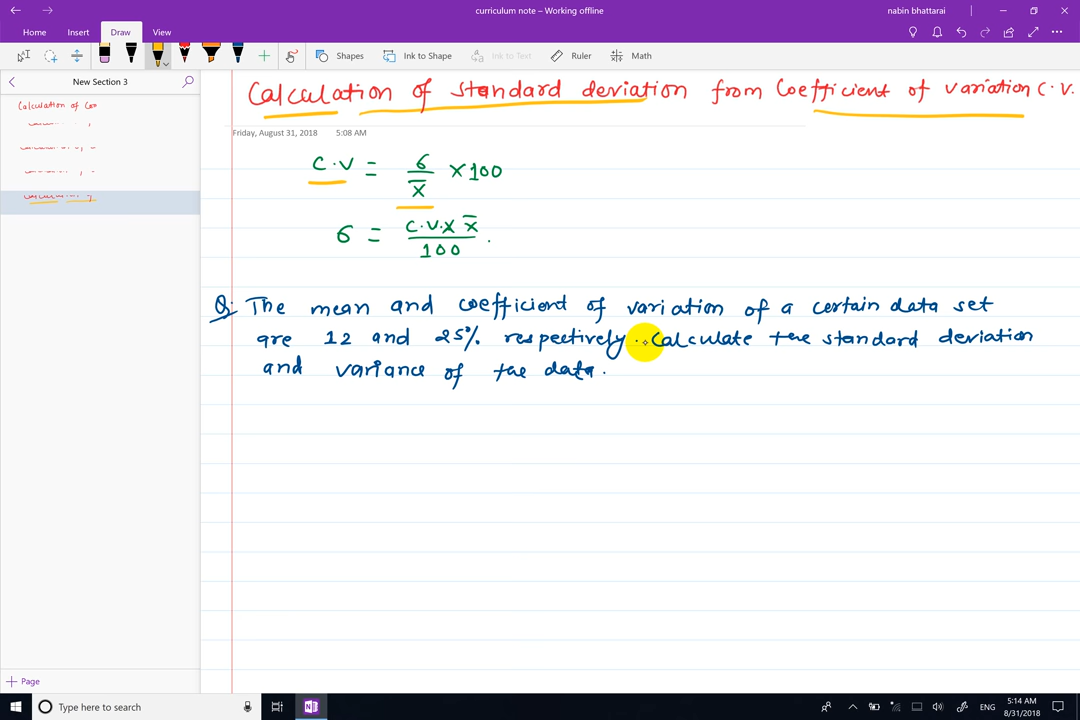 curriculum note – Working offline
nabin bhattarai
Home Insert Draw View
Shapes Ink to Shape Ink to Text Ruler Math
New Section 3
Calculation of standard deviation from Coefficient of variation C.V.
Calculation of Coe
Friday, August 31, 2018 5:08 AM
C.V = 6/x̅ × 100
6 = C.V. × x̅ / 100 .
Q: The mean and coefficient of variation of a certain data set
are 12 and 25% respectively. Calculate the standard deviation
and variance of the data.
Page
Type here to search
ENG
5:14 AM
8/31/2018